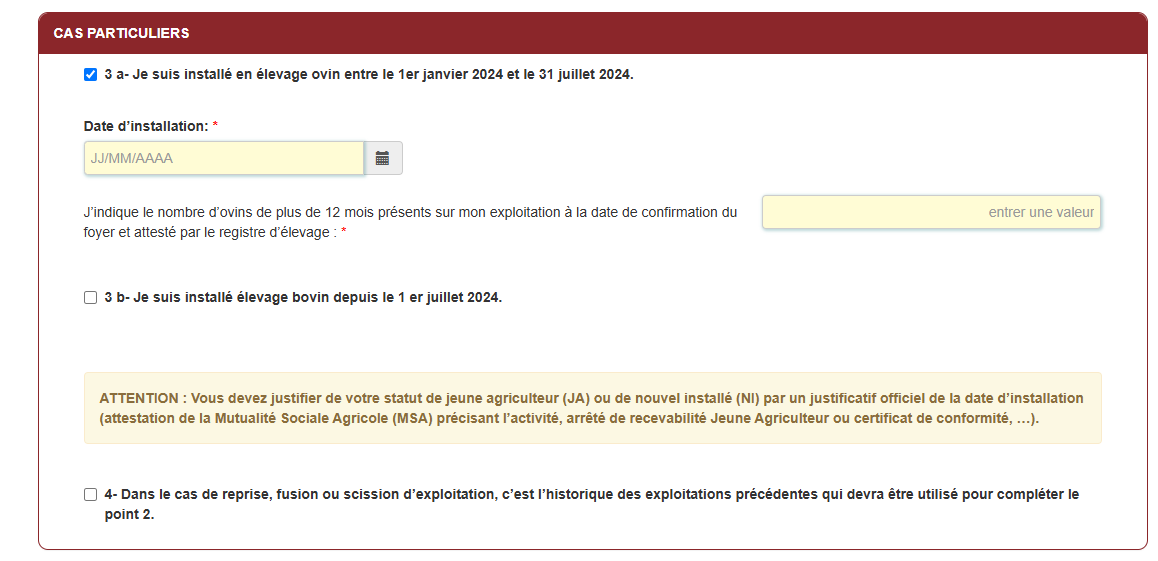 CAS PARTICULIERS
3 a- Je suis installé en élevage ovin entre le 1er janvier 2024 et le 31 juillet 2024.
Date d’installation: *
JJ/MM/AAAA
J’indique le nombre d’ovins de plus de 12 mois présents sur mon exploitation à la date de confirmation du
foyer et attesté par le registre d’élevage : *
entrer une valeur
3 b- Je suis installé élevage bovin depuis le 1 er juillet 2024.
ATTENTION : Vous devez justifier de votre statut de jeune agriculteur (JA) ou de nouvel installé (NI) par un justificatif officiel de la date d’installation
(attestation de la Mutualité Sociale Agricole (MSA) précisant l’activité, arrêté de recevabilité Jeune Agriculteur ou certificat de conformité, …).
4- Dans le cas de reprise, fusion ou scission d’exploitation, c’est l’historique des exploitations précédentes qui devra être utilisé pour compléter le
point 2.